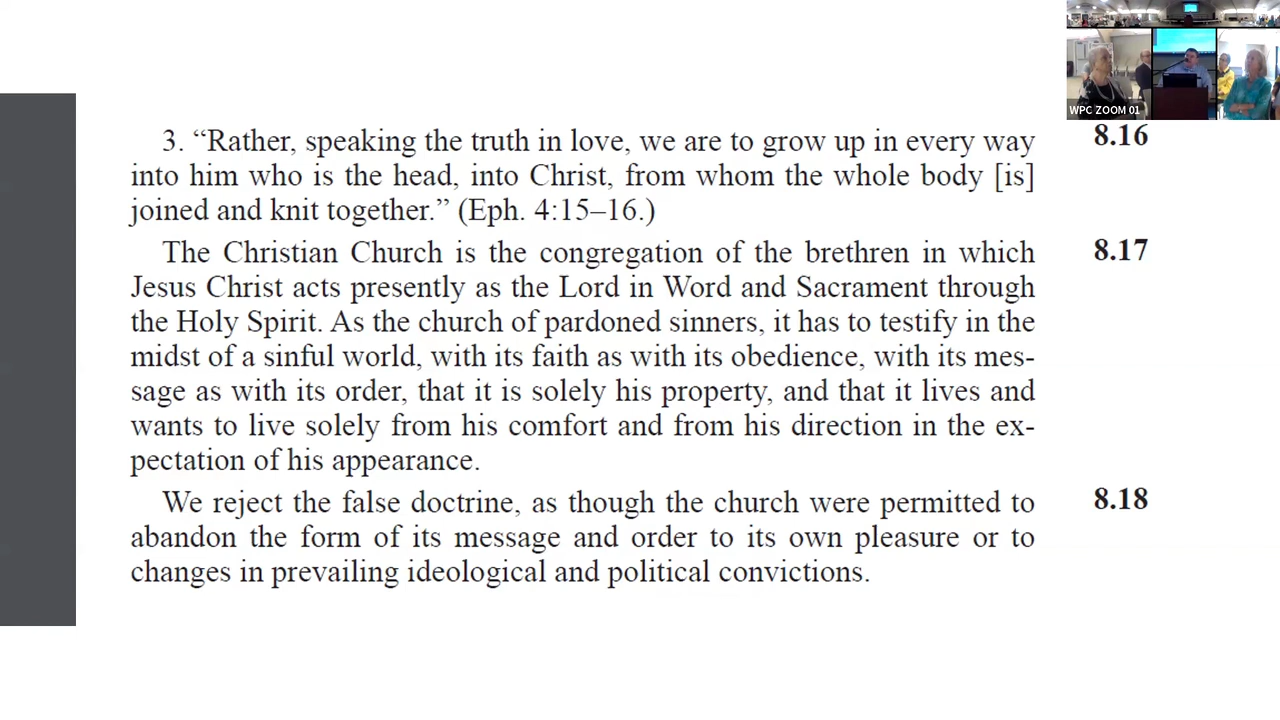 WPC ZOOM 01
3. “Rather, speaking the truth in love, we are to grow up in every way 8.16
into him who is the head, into Christ, from whom the whole body [is]
joined and knit together.” (Eph. 4:15–16.)
The Christian Church is the congregation of the brethren in which 8.17
Jesus Christ acts presently as the Lord in Word and Sacrament through
the Holy Spirit. As the church of pardoned sinners, it has to testify in the
midst of a sinful world, with its faith as with its obedience, with its mes-
sage as with its order, that it is solely his property, and that it lives and
wants to live solely from his comfort and from his direction in the ex-
pectation of his appearance.
We reject the false doctrine, as though the church were permitted to 8.18
abandon the form of its message and order to its own pleasure or to
changes in prevailing ideological and political convictions.